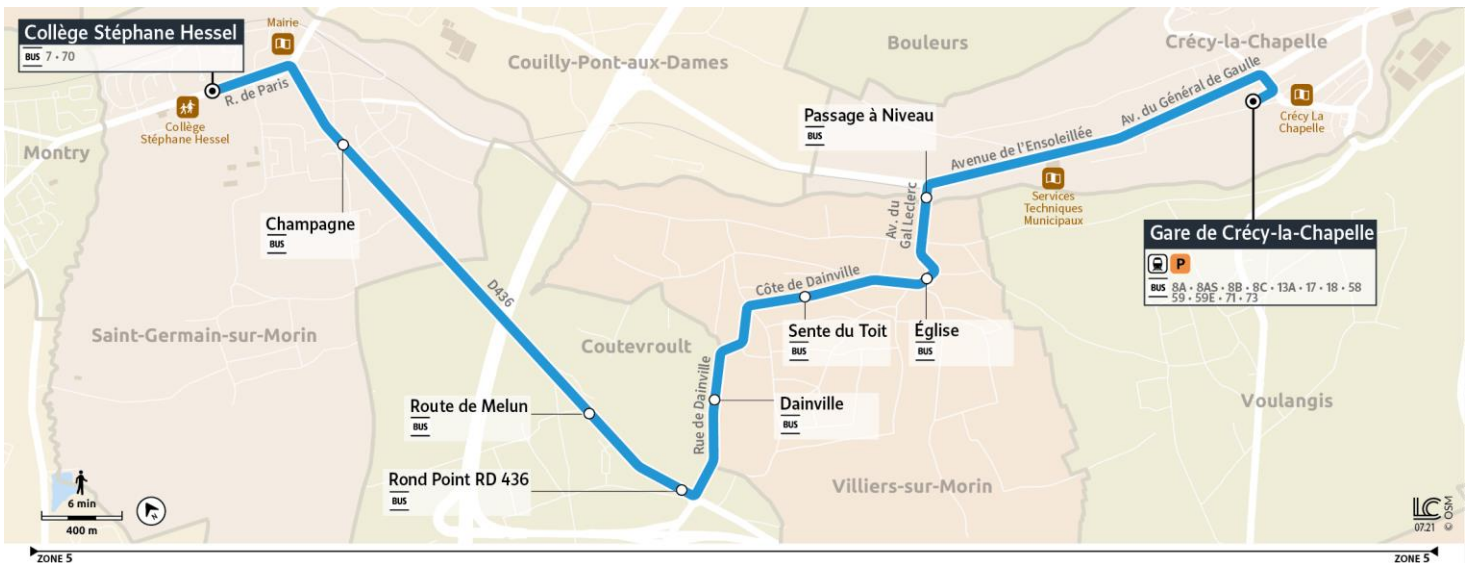 Collège Stéphane Hessel
BUS 7 • 70
Mairie
R. de Paris
Collège
Stéphane Hessel
Montry
Couilly-Pont-aux-Dames
Bouleurs
Crécy-la-Chapelle
Passage à Niveau
BUS
Av. du Général de Gaulle
Crécy La
Chapelle
Avenue de l'Ensoleillée
Services
Techniques
Municipaux
Av. du
Gal Leclerc
Champagne
BUS
Gare de Crécy-la-Chapelle
P
BUS 8A • 8AS • 8B • 8C • 13A • 17 • 18 • 58
59 • 59E • 71 • 73
D436
Côte de Dainville
Saint-Germain-sur-Morin
Coutevroult
Sente du Toit
BUS
Église
BUS
Rue de Dainville
Route de Melun
BUS
Dainville
BUS
Voulangis
Rond Point RD 436
BUS
Villiers-sur-Morin
6 min
400 m
N
LC
07.21
© OSM
ZONE 5
ZONE 5